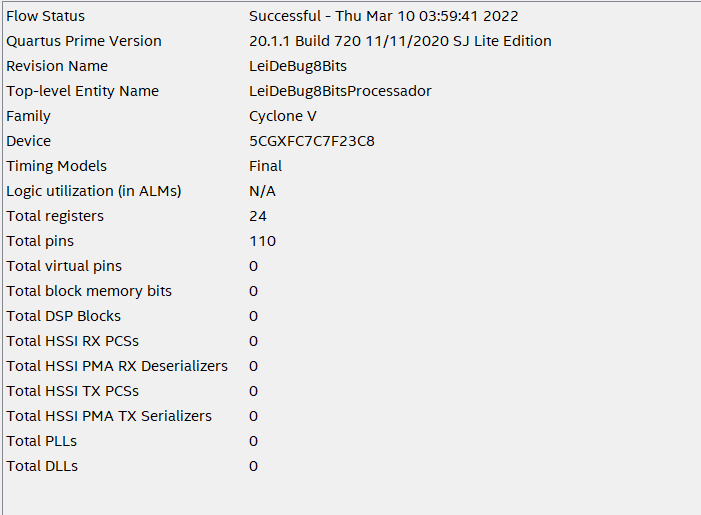 Flow Status Successful - Thu Mar 10 03:59:41 2022
Quartus Prime Version 20.1.1 Build 720 11/11/2020 SJ Lite Edition
Revision Name LeiDeBug8Bits
Top-level Entity Name LeiDeBug8BitsProcessador
Family Cyclone V
Device 5CGXFC7C7F23C8
Timing Models Final
Logic utilization (in ALMs) N/A
Total registers 24
Total pins 110
Total virtual pins 0
Total block memory bits 0
Total DSP Blocks 0
Total HSSI RX PCSs 0
Total HSSI PMA RX Deserializers 0
Total HSSI TX PCSs 0
Total HSSI PMA TX Serializers 0
Total PLLs 0
Total DLLs 0